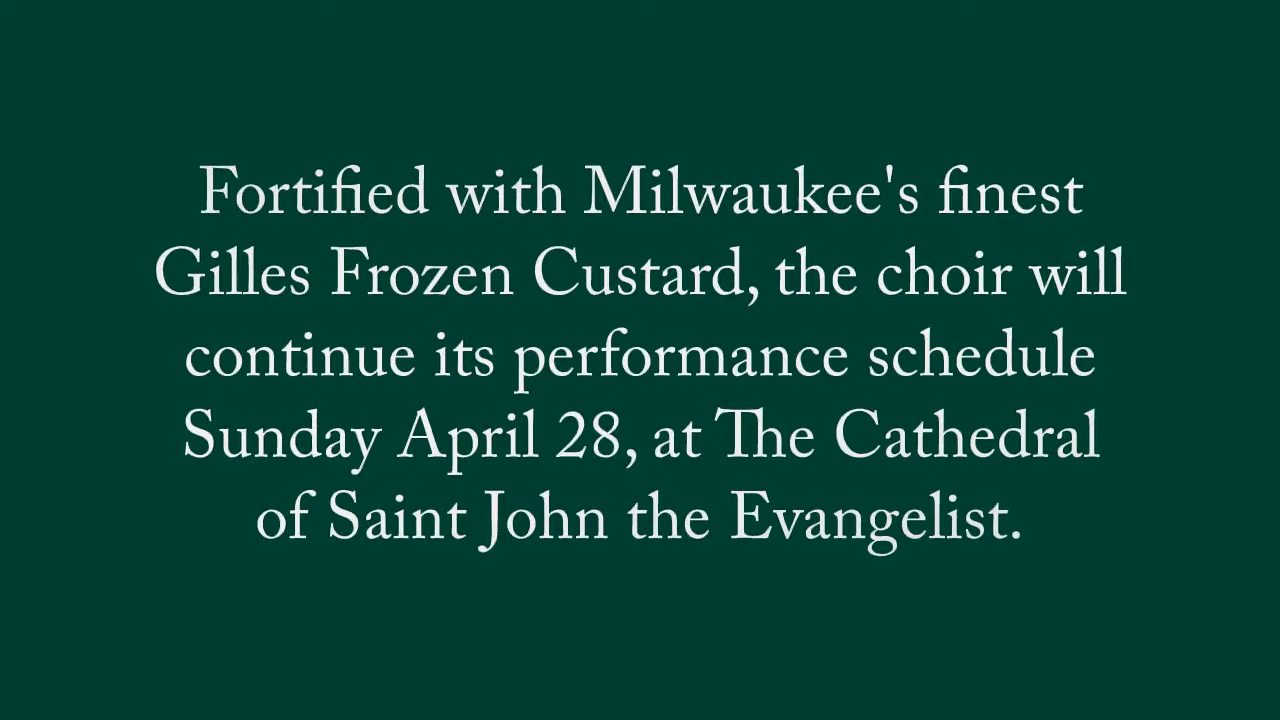 Fortified with Milwaukee's finest
Gilles Frozen Custard, the choir will
continue its performance schedule
Sunday April 28, at The Cathedral
of Saint John the Evangelist.